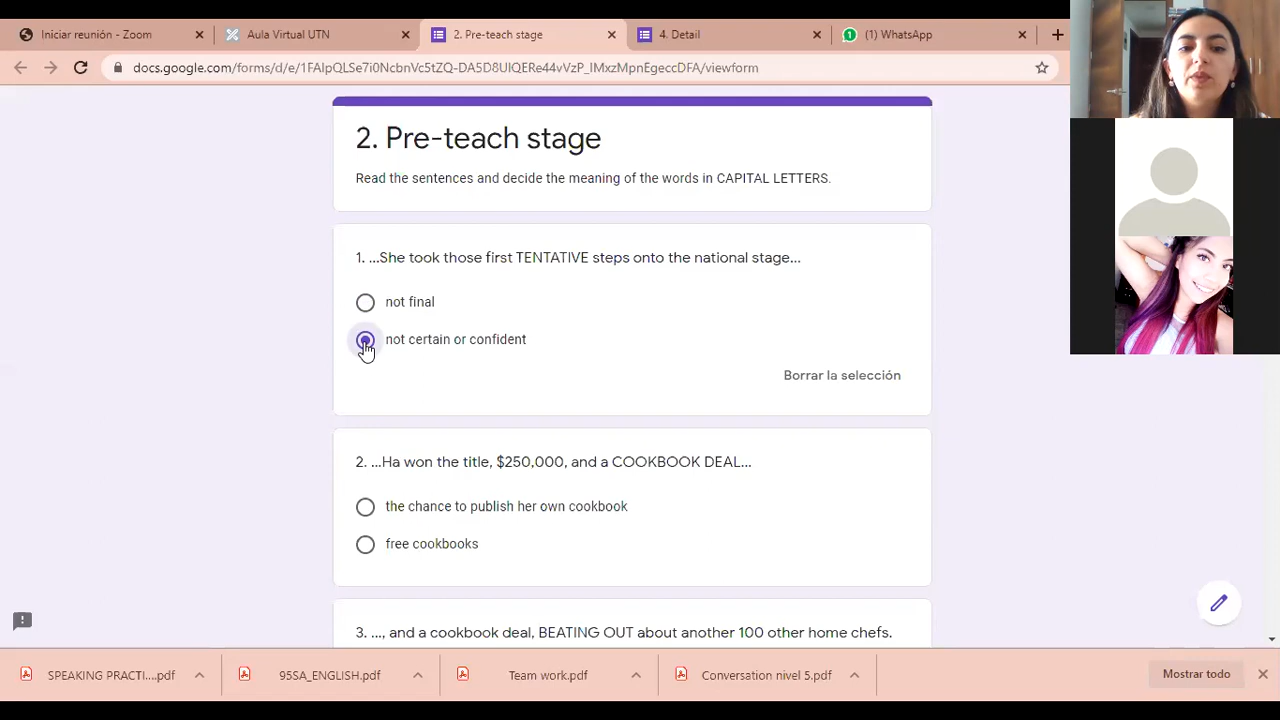 Iniciar reunión - Zoom
Aula Virtual UTN
2. Pre-teach stage
4. Detail
(1) WhatsApp
docs.google.com/forms/d/e/1FAIpQLSe7i0NcbnVc5tZQ-DA5D8UIQERe44vVzP_IMxzMpnEgeccDFA/viewform
2. Pre-teach stage
Read the sentences and decide the meaning of the words in CAPITAL LETTERS.
1. ...She took those first TENTATIVE steps onto the national stage...
not final
not certain or confident
Borrar la selección
2. ...Ha won the title, $250,000, and a COOKBOOK DEAL...
the chance to publish her own cookbook
free cookbooks
3. ..., and a cookbook deal, BEATING OUT about another 100 other home chefs.
SPEAKING PRACTI....pdf
95SA_ENGLISH.pdf
Team work.pdf
Conversation nivel 5.pdf
Mostrar todo